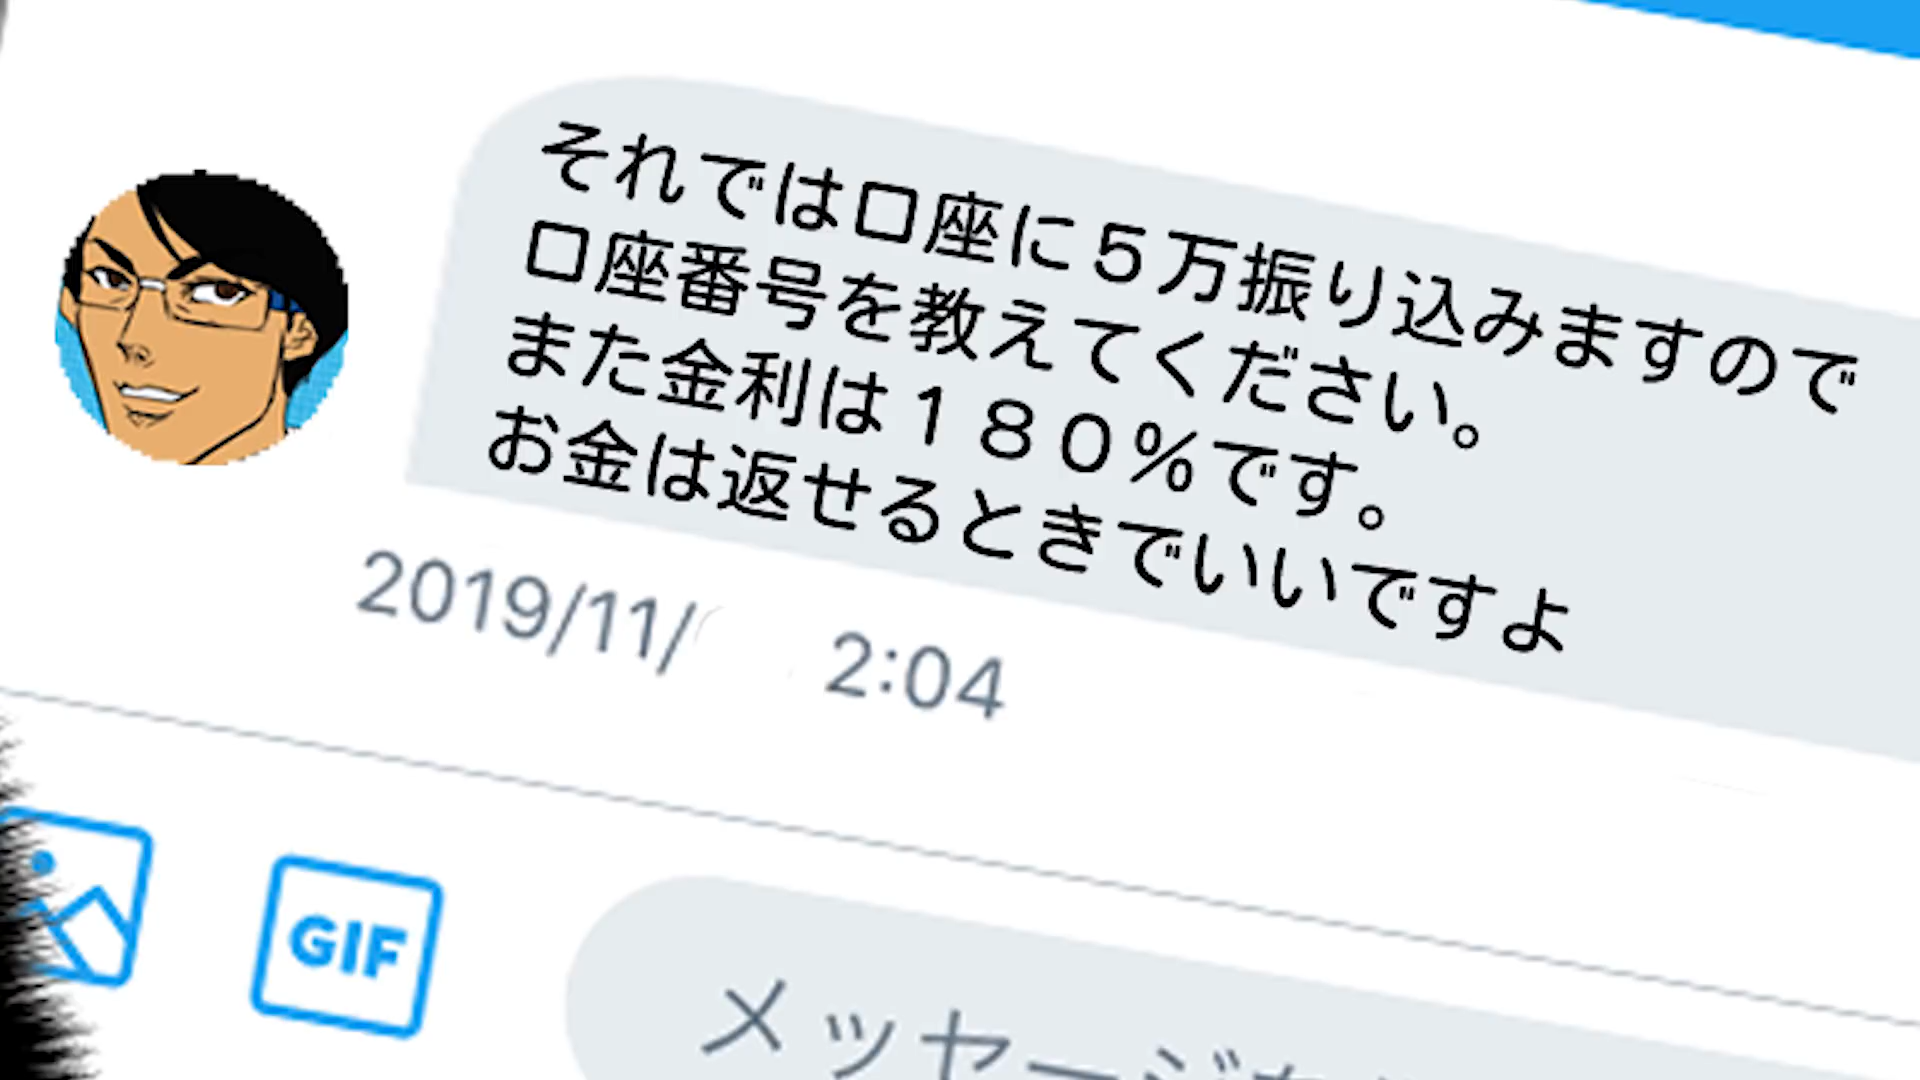 それでは口座に５万振り込みますので
口座番号を教えてください。
また金利は１８０％です。
お金は返せるときでいいですよ
2019/11/ 2:04
GIF
メッセージを